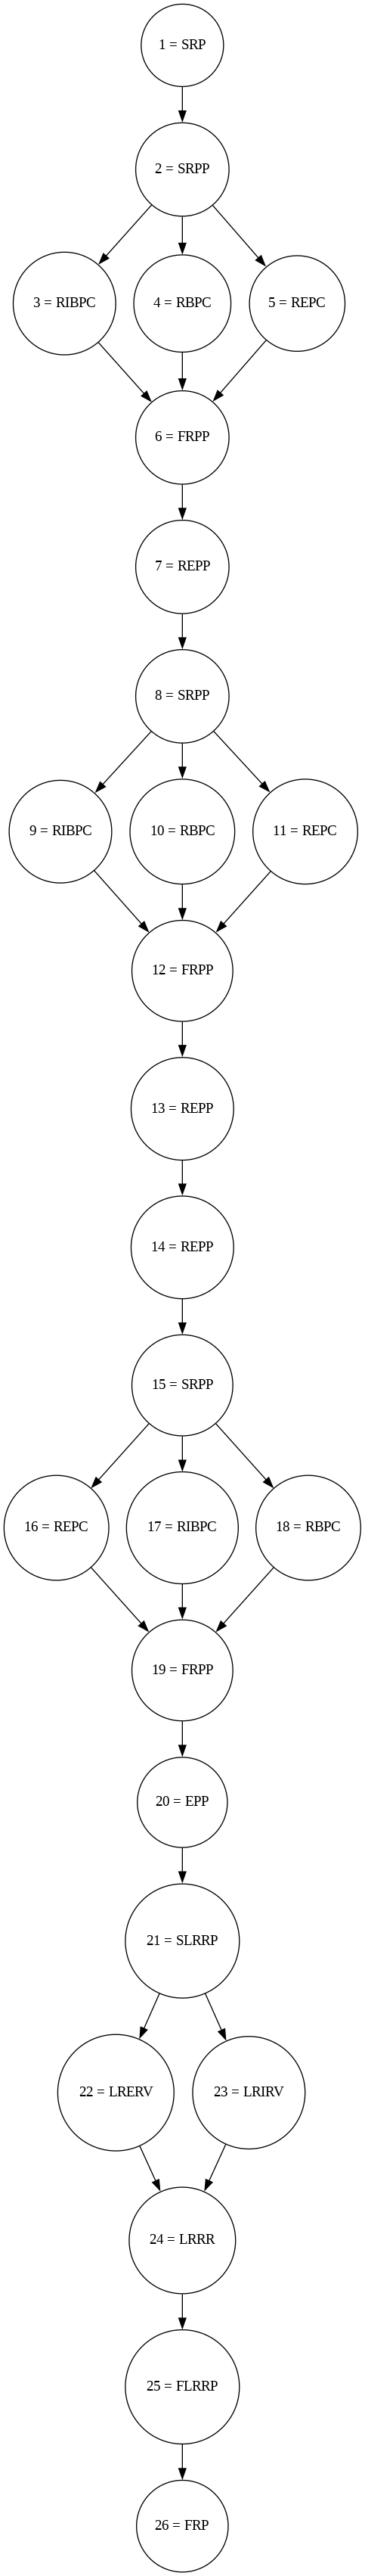 1 = SRP
2 = SRPP
3 = RIBPC
4 = RBPC
5 = REPC
6 = FRPP
7 = REPP
8 = SRPP
9 = RIBPC
10 = RBPC
11 = REPC
12 = FRPP
13 = REPP
14 = REPP
15 = SRPP
16 = REPC
17 = RIBPC
18 = RBPC
19 = FRPP
20 = EPP
21 = SLRRP
22 = LRERV
23 = LRIRV
24 = LRRR
25 = FLRRP
26 = FRP